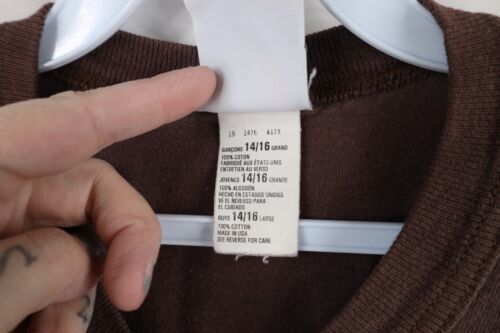 19 1476 4679
GARÇONS 14/16 GRAND
100% COTON
FABRIQUÉ AUX ÉTATS-UNIS
ENTRETIEN AU VERSO
JOVENES 14/16 GRANDE
100% ALGODÓN
HECHO EN ESTADOS UNIDOS
VE EL REVERSO PARA
EL CUIDADO
BOYS 14/16 LARGE
100% COTTON
MADE IN USA
SEE REVERSE FOR CARE